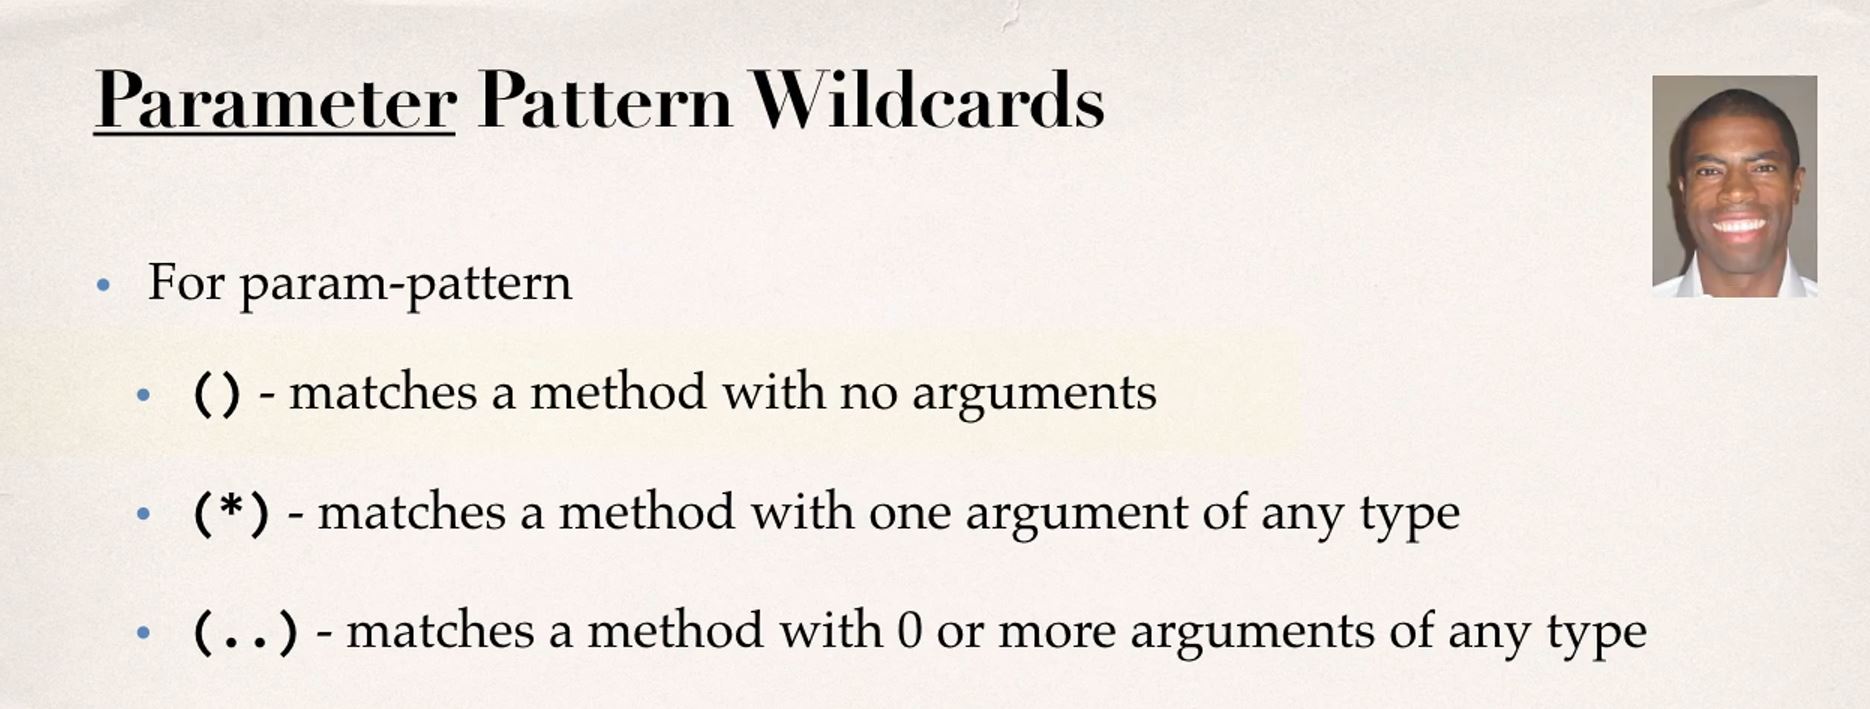 Parameter Pattern Wildcards
• For param-pattern
• () - matches a method with no arguments
• (*) - matches a method with one argument of any type
• (..) - matches a method with 0 or more arguments of any type